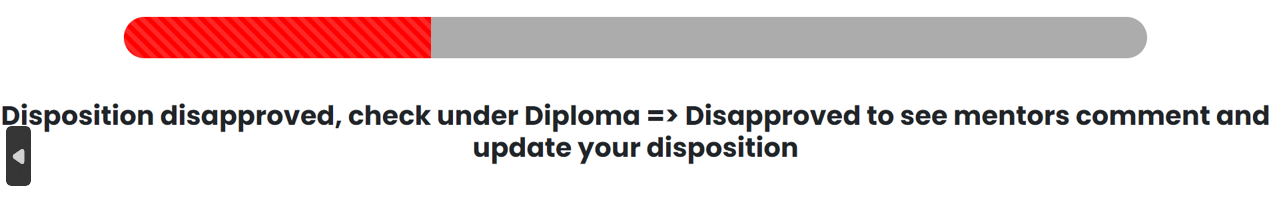 Disposition disapproved, check under Diploma => Disapproved to see mentors comment and
update your disposition